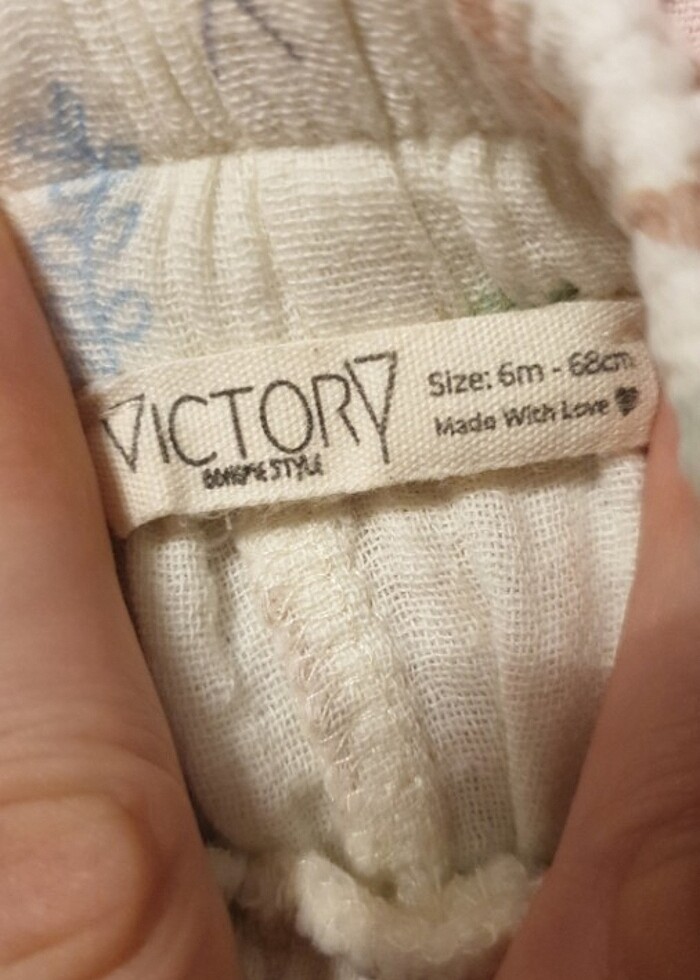 VICTORY
BOHEME STYLE
Size: 6m - 68cm
Made With Love